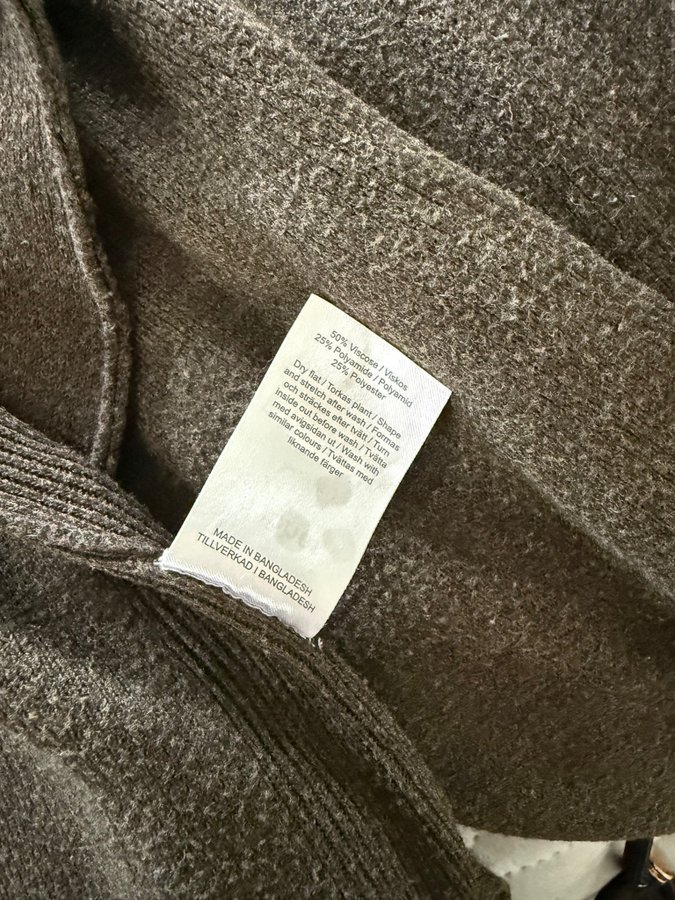 50% Viscose / Viskos
25% Polyamide / Polyamid
25% Polyester
Dry flat / Torkas plant / Shape
and stretch after wash / Formas
och sträckes efter tvätt / Turn
inside out before wash / Tvätta
med avigsidan ut / Wash with
similar colours / Tvättas med
liknande färger.
MADE IN BANGLADESH
TILLVERKAD I BANGLADESH